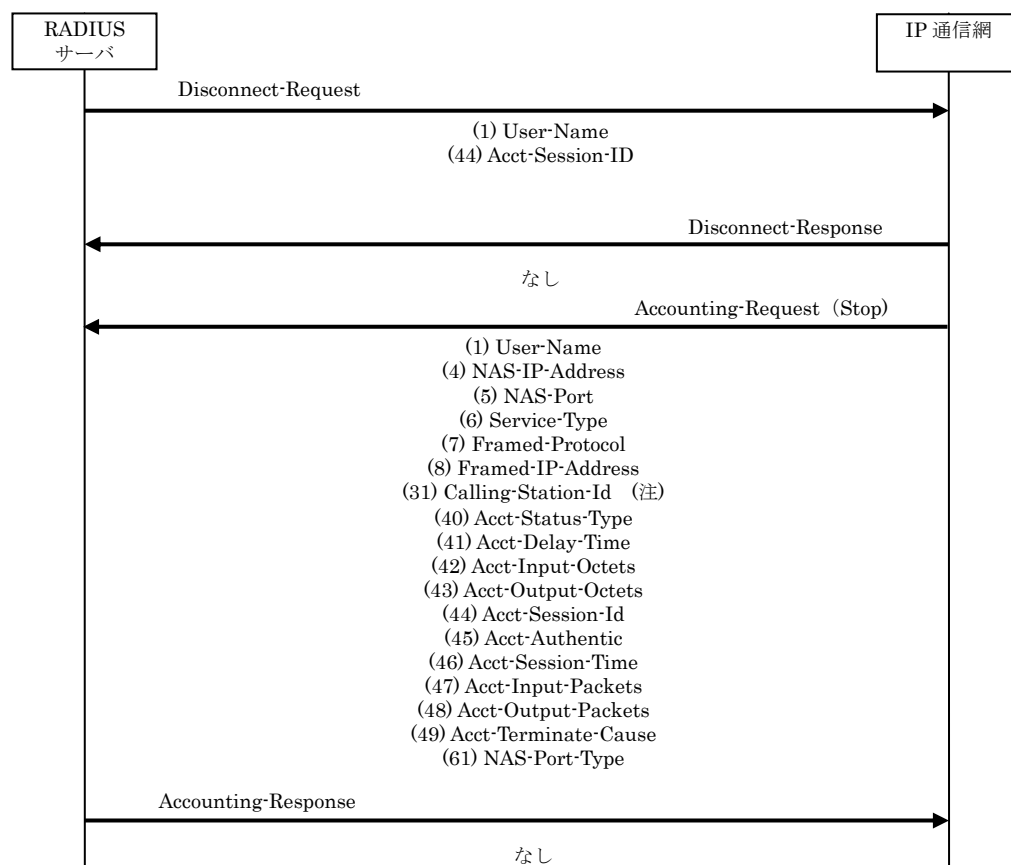 RADIUS
サーバ
IP 通信網
Disconnect-Request
(1) User-Name
(44) Acct-Session-ID
Disconnect-Response
なし
Accounting-Request（Stop)
(1) User-Name
(4) NAS-IP-Address
(5) NAS-Port
(6) Service-Type
(7) Framed-Protocol
(8) Framed-IP-Address
(31) Calling-Station-Id　(注)
(40) Acct-Status-Type
(41) Acct-Delay-Time
(42) Acct-Input-Octets
(43) Acct-Output-Octets
(44) Acct-Session-Id
(45) Acct-Authentic
(46) Acct-Session-Time
(47) Acct-Input-Packets
(48) Acct-Output-Packets
(49) Acct-Terminate-Cause
(61) NAS-Port-Type
Accounting-Response
なし